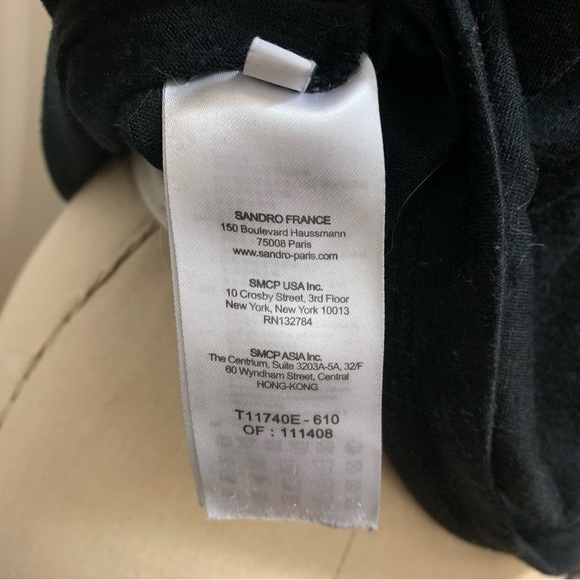 SANDRO FRANCE
150 Boulevard Haussmann
75008 Paris
www.sandro-paris.com
SMCP USA Inc.
10 Crosby Street, 3rd Floor
New York, New York 10013
RN132784
SMCP ASIA Inc.
The Centrium, Suite 3203A-5A, 32/F
60 Wyndham Street, Central
HONG-KONG
T11740E - 610
OF : 111408